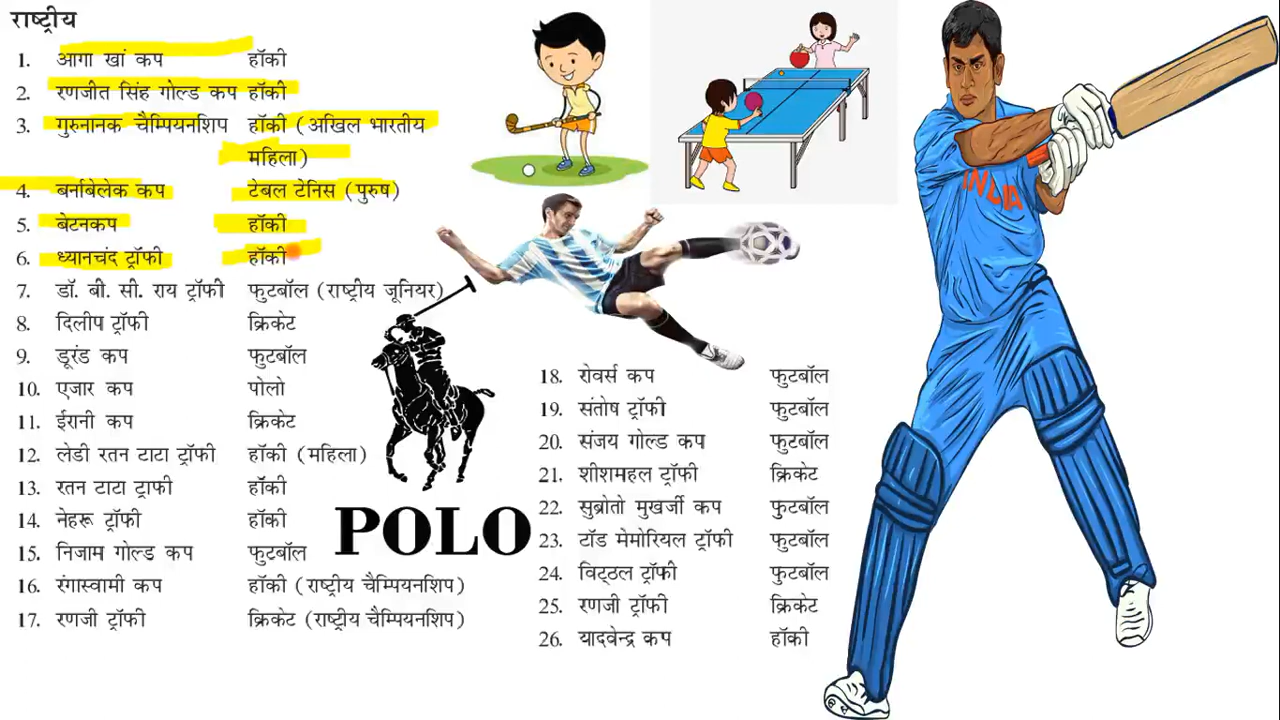 राष्ट्रीय
1. आगा खां कप हॉकी
2. रणजीत सिंह गोल्ड कप हॉकी
3. गुरुनानक चैम्पियनशिप हॉकी (अखिल भारतीय
महिला)
4. बर्नाबेलेक कप टेबल टेनिस (पुरुष)
5. बेटनकप हॉकी
6. ध्यानचंद ट्रॉफी हॉकी
7. डॉ. बी. सी. राय ट्रॉफी फुटबॉल (राष्ट्रीय जूनियर)
8. दिलीप ट्रॉफी क्रिकेट
9. डूरंड कप फुटबॉल
10. एजार कप पोलो
11. ईरानी कप क्रिकेट
12. लेडी रतन टाटा ट्रॉफी हॉकी (महिला)
13. रतन टाटा ट्राफी हॉकी
14. नेहरू ट्रॉफी हॉकी
15. निजाम गोल्ड कप फुटबॉल
16. रंगास्वामी कप हॉकी (राष्ट्रीय चैम्पियनशिप)
17. रणजी ट्रॉफी क्रिकेट (राष्ट्रीय चैम्पियनशिप)
POLO
18. रोवर्स कप फुटबॉल
19. संतोष ट्रॉफी फुटबॉल
20. संजय गोल्ड कप फुटबॉल
21. शीशमहल ट्रॉफी क्रिकेट
22. सुब्रोतो मुखर्जी कप फुटबॉल
23. टॉड मेमोरियल ट्रॉफी फुटबॉल
24. विट्ठल ट्रॉफी फुटबॉल
25. रणजी ट्रॉफी क्रिकेट
26. यादवेन्द्र कप हॉकी
INDIA